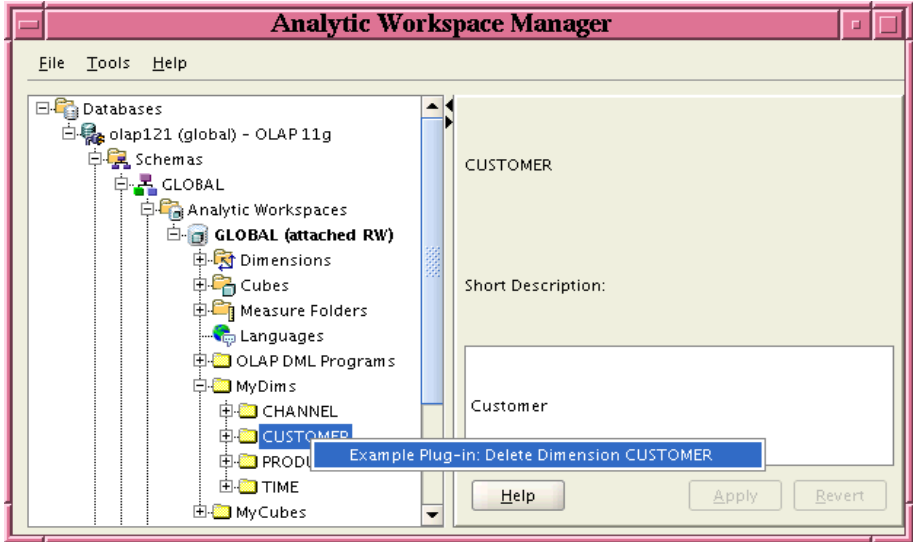 Analytic Workspace Manager
File Tools Help
Databases
olap121 (global) - OLAP 11g
Schemas
GLOBAL
Analytic Workspaces
GLOBAL (attached RW)
Dimensions
Cubes
Measure Folders
Languages
OLAP DML Programs
MyDims
CHANNEL
CUSTOMER
Example Plug-in: Delete Dimension CUSTOMER
TIME
MyCubes
CUSTOMER
Short Description:
Customer
Help Apply Revert